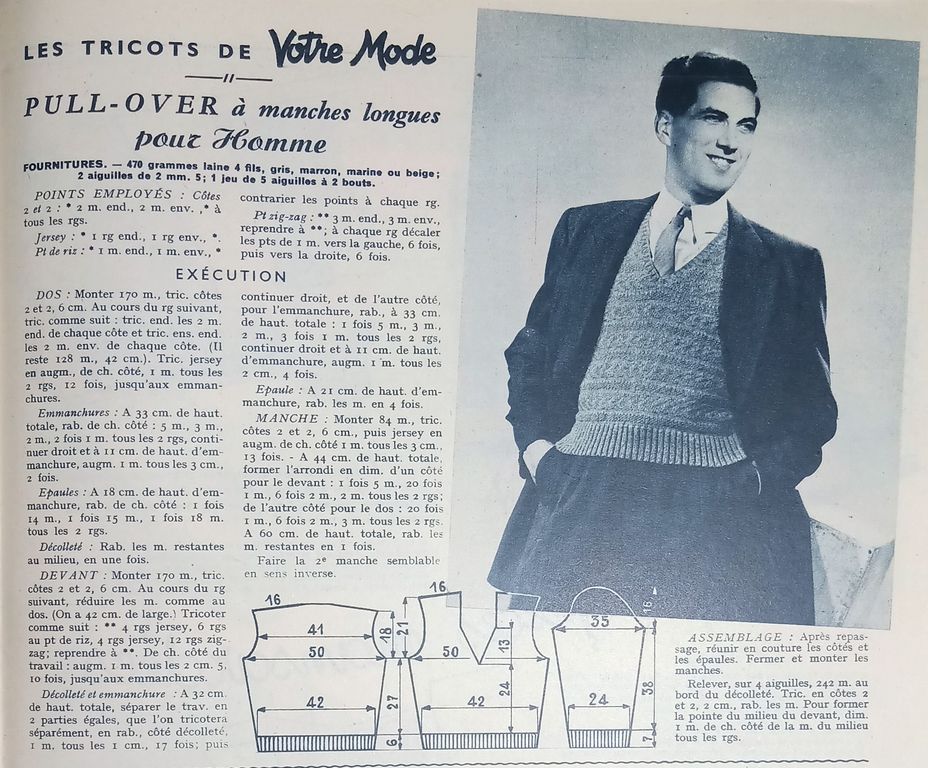 LES TRICOTS DE Votre Mode
PULL-OVER à manches longues
pour Homme
FOURNITURES. — 470 grammes laine 4 fils, gris, marron, marine ou beige;
2 aiguilles de 2 mm. 5; 1 jeu de 5 aiguilles à 2 bouts.
POINTS EMPLOYÉS : Côtes
2 et 2 : * 2 m. end., 2 m. env. ,* à
tous les rgs.
Jersey : * 1 rg end., 1 rg env., *.
Pt de riz : * 1 m. end., 1 m. env., *
contrarier les points à chaque rg.
Pt zig-zag : ** 3 m. end., 3 m. env.,
reprendre à **; à chaque rg décaler
les pts de 1 m. vers la gauche, 6 fois,
puis vers la droite, 6 fois.
EXÉCUTION
DOS : Monter 170 m., tric. côtes
2 et 2, 6 cm. Au cours du rg suivant,
tric. comme suit : tric. end. les 2 m.
end. de chaque côte et tric. ens. end.
les 2 m. env. de chaque côte. (Il
reste 128 m., 42 cm.). Tric. jersey
en augm., de ch. côté, 1 m. tous les
2 rgs, 12 fois, jusqu'aux emman-
chures.
Emmanchures : A 33 cm. de haut.
totale, rab. de ch. côté : 5 m., 3 m.,
2 m., 2 fois 1 m. tous les 2 rgs, conti-
nuer droit et à 11 cm. de haut. d'em-
manchure, augm. 1 m. tous les 3 cm.,
2 fois.
Epaules : A 18 cm. de haut. d'em-
manchure, rab. de ch. côté : 1 fois
14 m., 1 fois 15 m., 1 fois 18 m.
tous les 2 rgs.
Décolleté : Rab. les m. restantes
au milieu, en une fois.
DEVANT : Monter 170 m., tric.
côtes 2 et 2, 6 cm. Au cours du rg
suivant, réduire les m. comme au
dos. (On a 42 cm. de large.) Tricoter
comme suit : ** 4 rgs jersey, 6 rgs
au pt de riz, 4 rgs jersey, 12 rgs zig-
zag; reprendre à **. De ch. côté du
travail : augm. 1 m. tous les 2 cm. 5,
10 fois, jusqu'aux emmanchures.
Décolleté et emmanchure : A 32 cm.
de haut. totale, séparer le trav. en
2 parties égales, que l'on tricotera
séparément, en rab., côté décolleté,
1 m. tous les 1 cm., 17 fois; puis
continuer droit, et de l'autre côté,
pour l'emmanchure, rab., à 33 cm.
de haut. totale : 1 fois 5 m., 3 m.,
2 m., 3 fois 1 m. tous les 2 rgs,
continuer droit et à 11 cm. de haut.
d'emmanchure, augm. 1 m. tous les
2 cm., 4 fois.
Epaule : A 21 cm. de haut. d'em-
manchure, rab. les m. en 4 fois.
MANCHE : Monter 84 m., tric.
côtes 2 et 2, 6 cm., puis jersey en
augm. de ch. côté 1 m. tous les 3 cm.,
13 fois. - A 44 cm. de haut. totale,
former l'arrondi en dim. d'un côté
pour le devant : 1 fois 5 m., 20 fois
1 m., 6 fois 2 m., 2 m. tous les 2 rgs;
de l'autre côté pour le dos : 20 fois
1 m., 6 fois 2 m., 3 m. tous les 2 rgs.
A 60 cm. de haut. totale, rab. les
m. restantes en 1 fois.
Faire la 2e manche semblable
en sens inverse.
16
41
50
42
18
21
27
6
16
50
42
13
24
35
24
16
38
7
ASSEMBLAGE : Après repas-
sage, réunir en couture les côtés et
les épaules. Fermer et monter les
manches.
Relever, sur 4 aiguilles, 242 m. au
bord du décolleté. Tric. en côtes 2
et 2, 2 cm., rab. les m. Pour former
la pointe du milieu du devant, dim.
1 m. de ch. côté de la m. du milieu
tous les rgs.